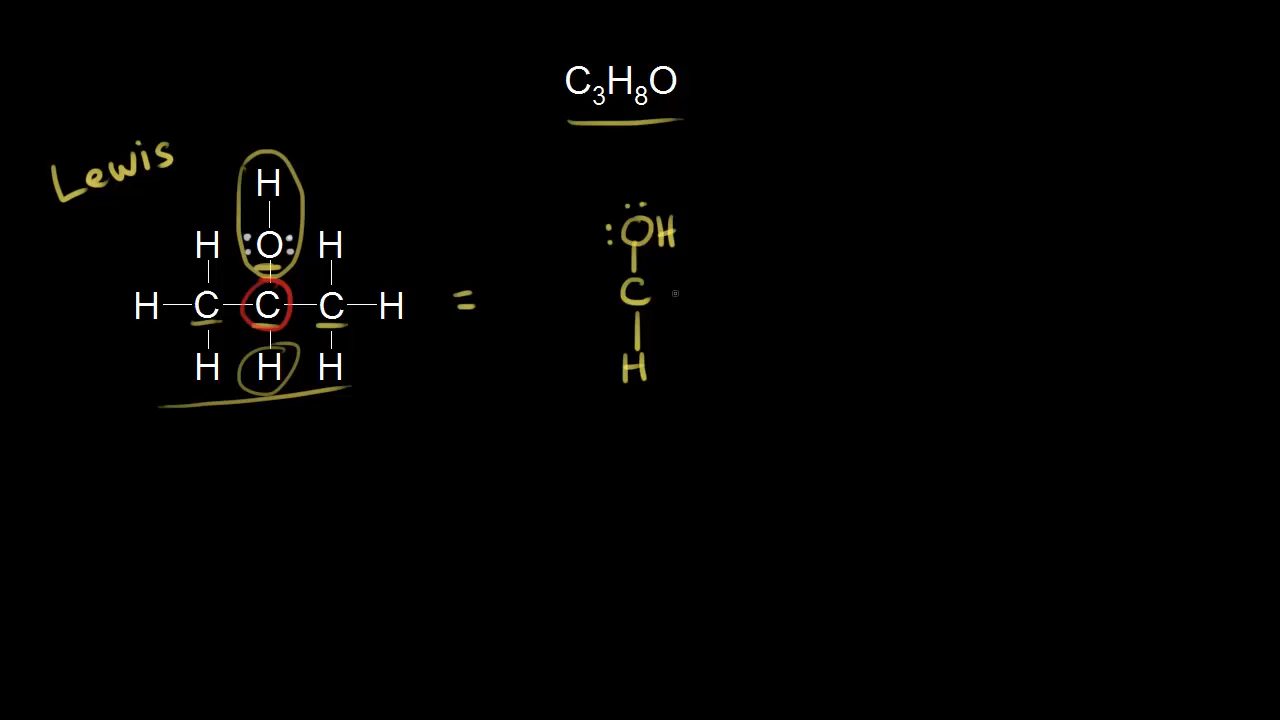 C₃H₈O
Lewis
H
H :O: H
H—C—C—C—H
H H H
=
:ÖH
C
H